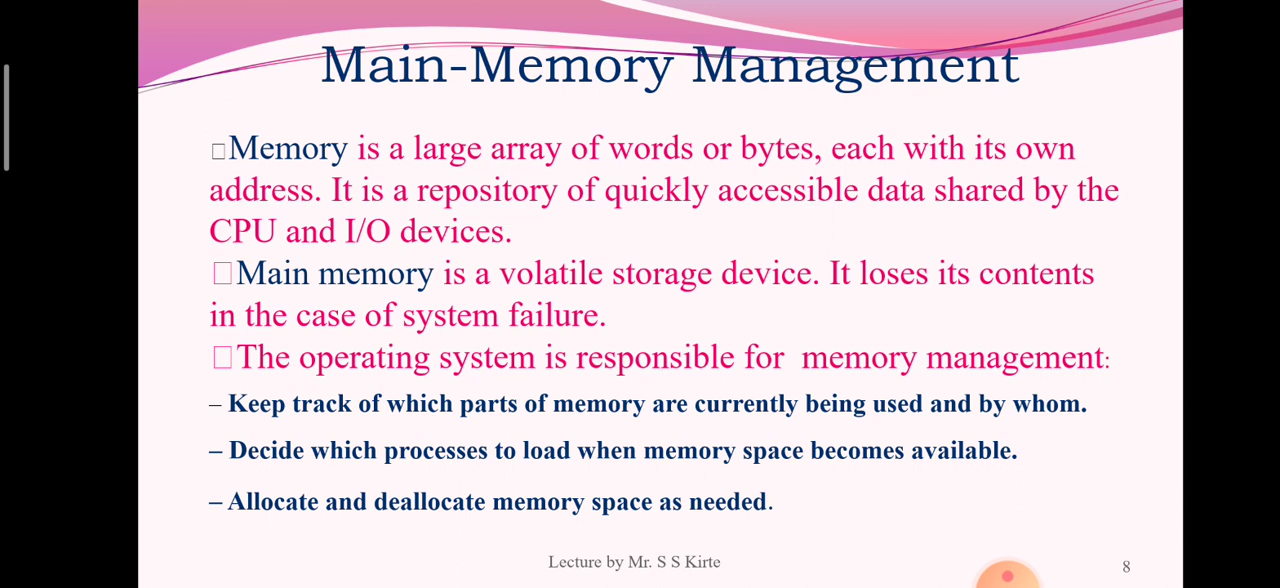 Main-Memory Management
□Memory is a large array of words or bytes, each with its own
address. It is a repository of quickly accessible data shared by the
CPU and I/O devices.
□Main memory is a volatile storage device. It loses its contents
in the case of system failure.
□The operating system is responsible for  memory management:
– Keep track of which parts of memory are currently being used and by whom.
– Decide which processes to load when memory space becomes available.
– Allocate and deallocate memory space as needed.
Lecture by Mr. S S Kirte
8